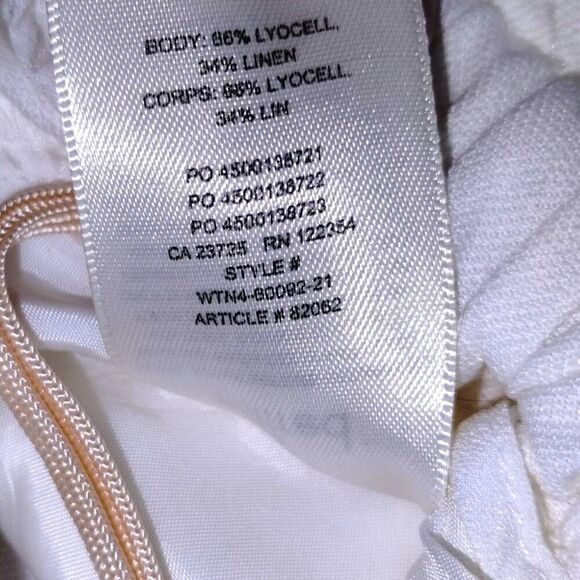 BODY: 66% LYOCELL.
34% LINEN
CORPS: 66% LYOCELL.
34% LIN
PO 4500138721
PO 4500138722
PO 4500138723
CA 23725 RN 122354
STYLE #
WTN4-60092-21
ARTICLE # 82052